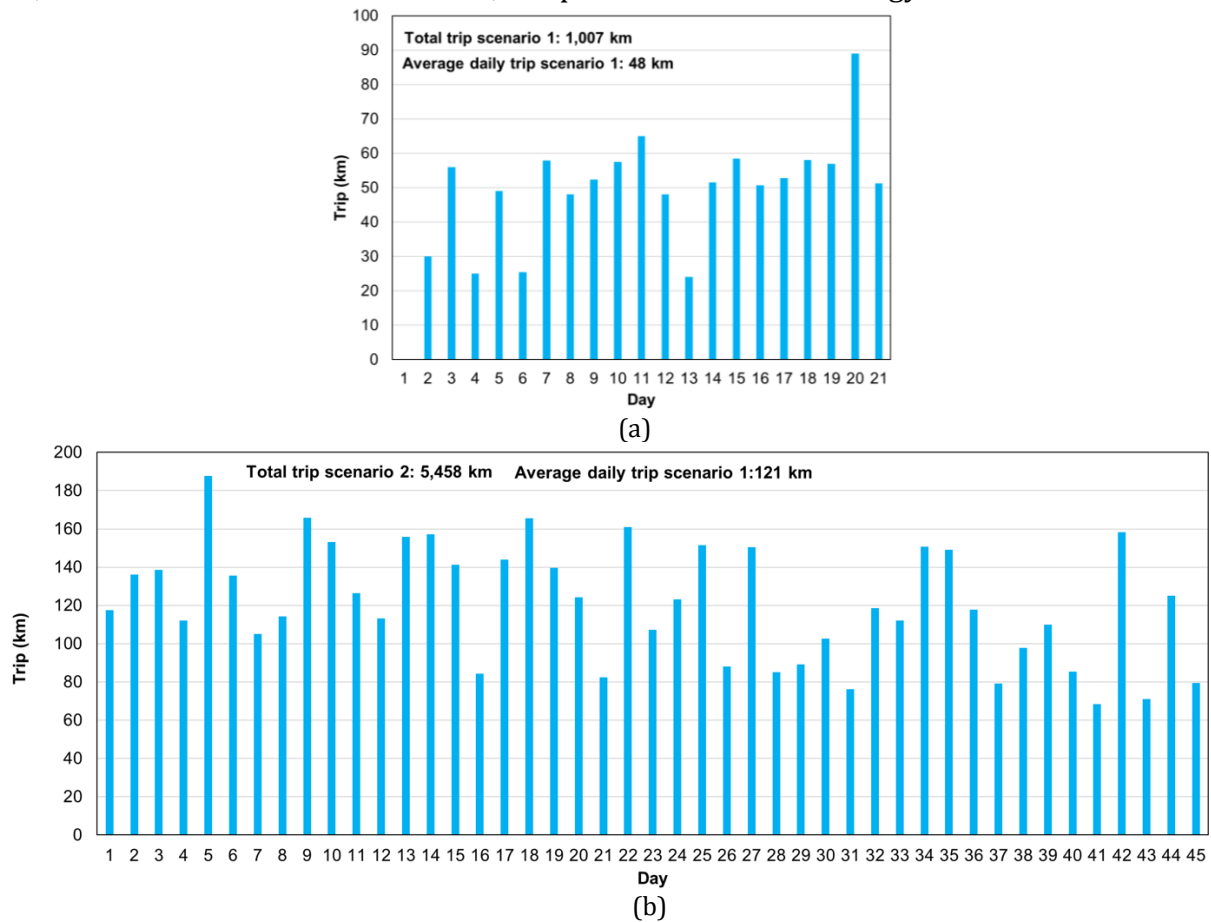 100
Total trip scenario 1: 1,007 km
90
Average daily trip scenario 1: 48 km
80
70
60
50
40
30
20
10
0
Trip (km)
1 2 3 4 5 6 7 8 9 10 11 12 13 14 15 16 17 18 19 20 21
Day
(a)
200
Total trip scenario 2: 5,458 km Average daily trip scenario 1:121 km
180
160
140
120
100
80
60
40
20
0
Trip (km)
1 2 3 4 5 6 7 8 9 10 11 12 13 14 15 16 17 18 19 20 21 22 23 24 25 26 27 28 29 30 31 32 33 34 35 36 37 38 39 40 41 42 43 44 45
Day
(b)